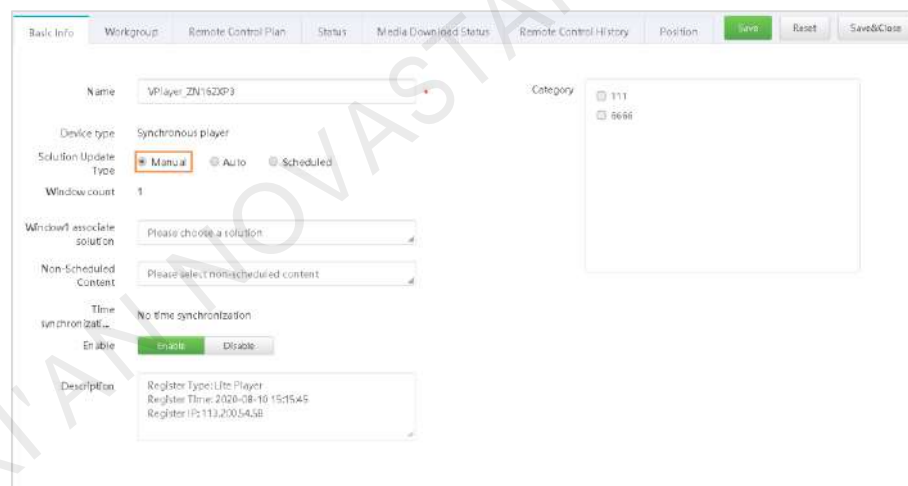 Basic Info Workgroup Remote Control Plan Status Media Download Status Remote Control History Position Save Reset Save&Close
Name VPlayer_ZN16ZXP3 *
Category
111
6666
Device type Synchronous player
Solution Update Type Manual Auto Scheduled
Window count 1
Window1 associate solution Please choose a solution
Non-Scheduled Content Please select non-scheduled content
Time synchronizati... No time synchronization
Enable Enable Disable
Description Register Type: Lite Player
Register Time: 2020-08-10 15:15:45
Register IP: 113.200.54.58
XI'AN NOVASTA